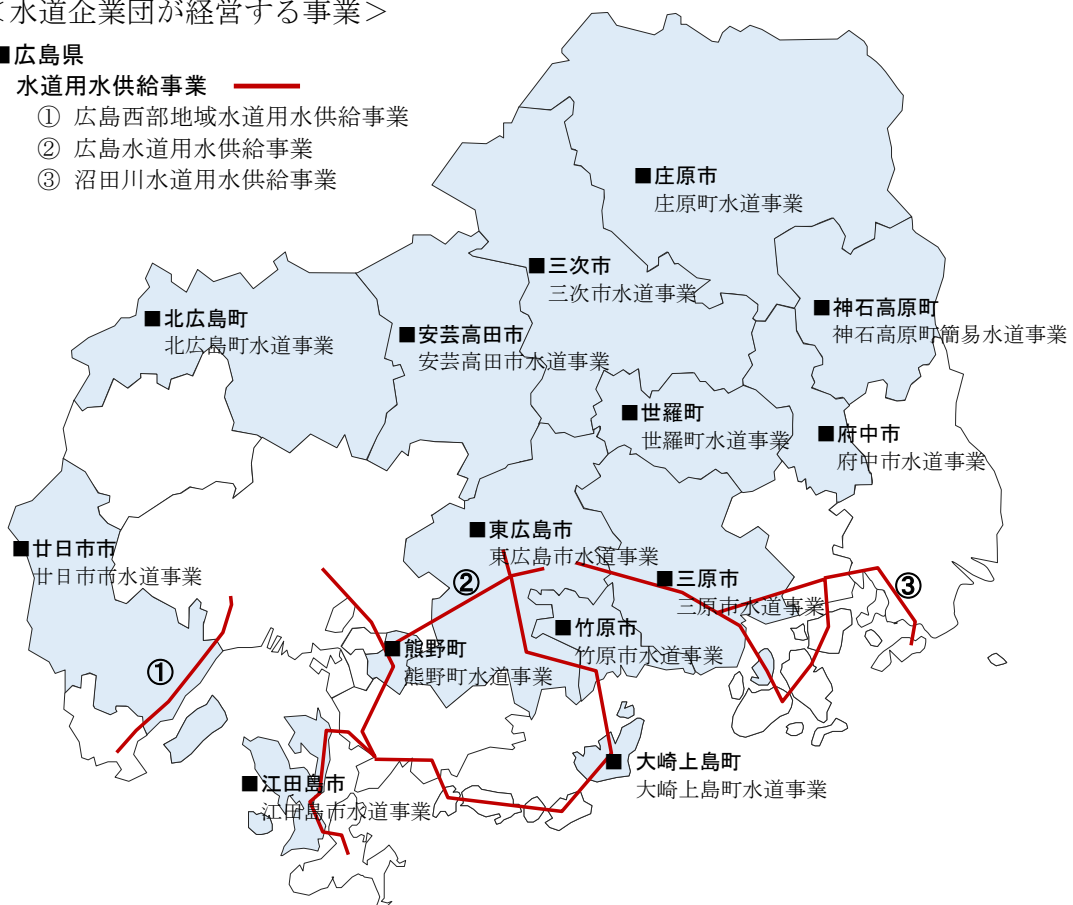 <水道企業団が経営する事業>
■広島県
水道用水供給事業
① 広島西部地域水道用水供給事業
② 広島水道用水供給事業
③ 沼田川水道用水供給事業
■庄原市
庄原町水道事業
■三次市
三次市水道事業
■神石高原町
神石高原町簡易水道事業
■北広島町
北広島町水道事業
■安芸高田市
安芸高田市水道事業
■世羅町
世羅町水道事業
■府中市
府中市水道事業
■東広島市
東広島市水道事業
■廿日市市
廿日市市水道事業
②
■三原市
三原市水道事業
③
■竹原市
竹原市水道事業
■熊野町
熊野町水道事業
①
■大崎上島町
大崎上島町水道事業
■江田島市
江田島市水道事業